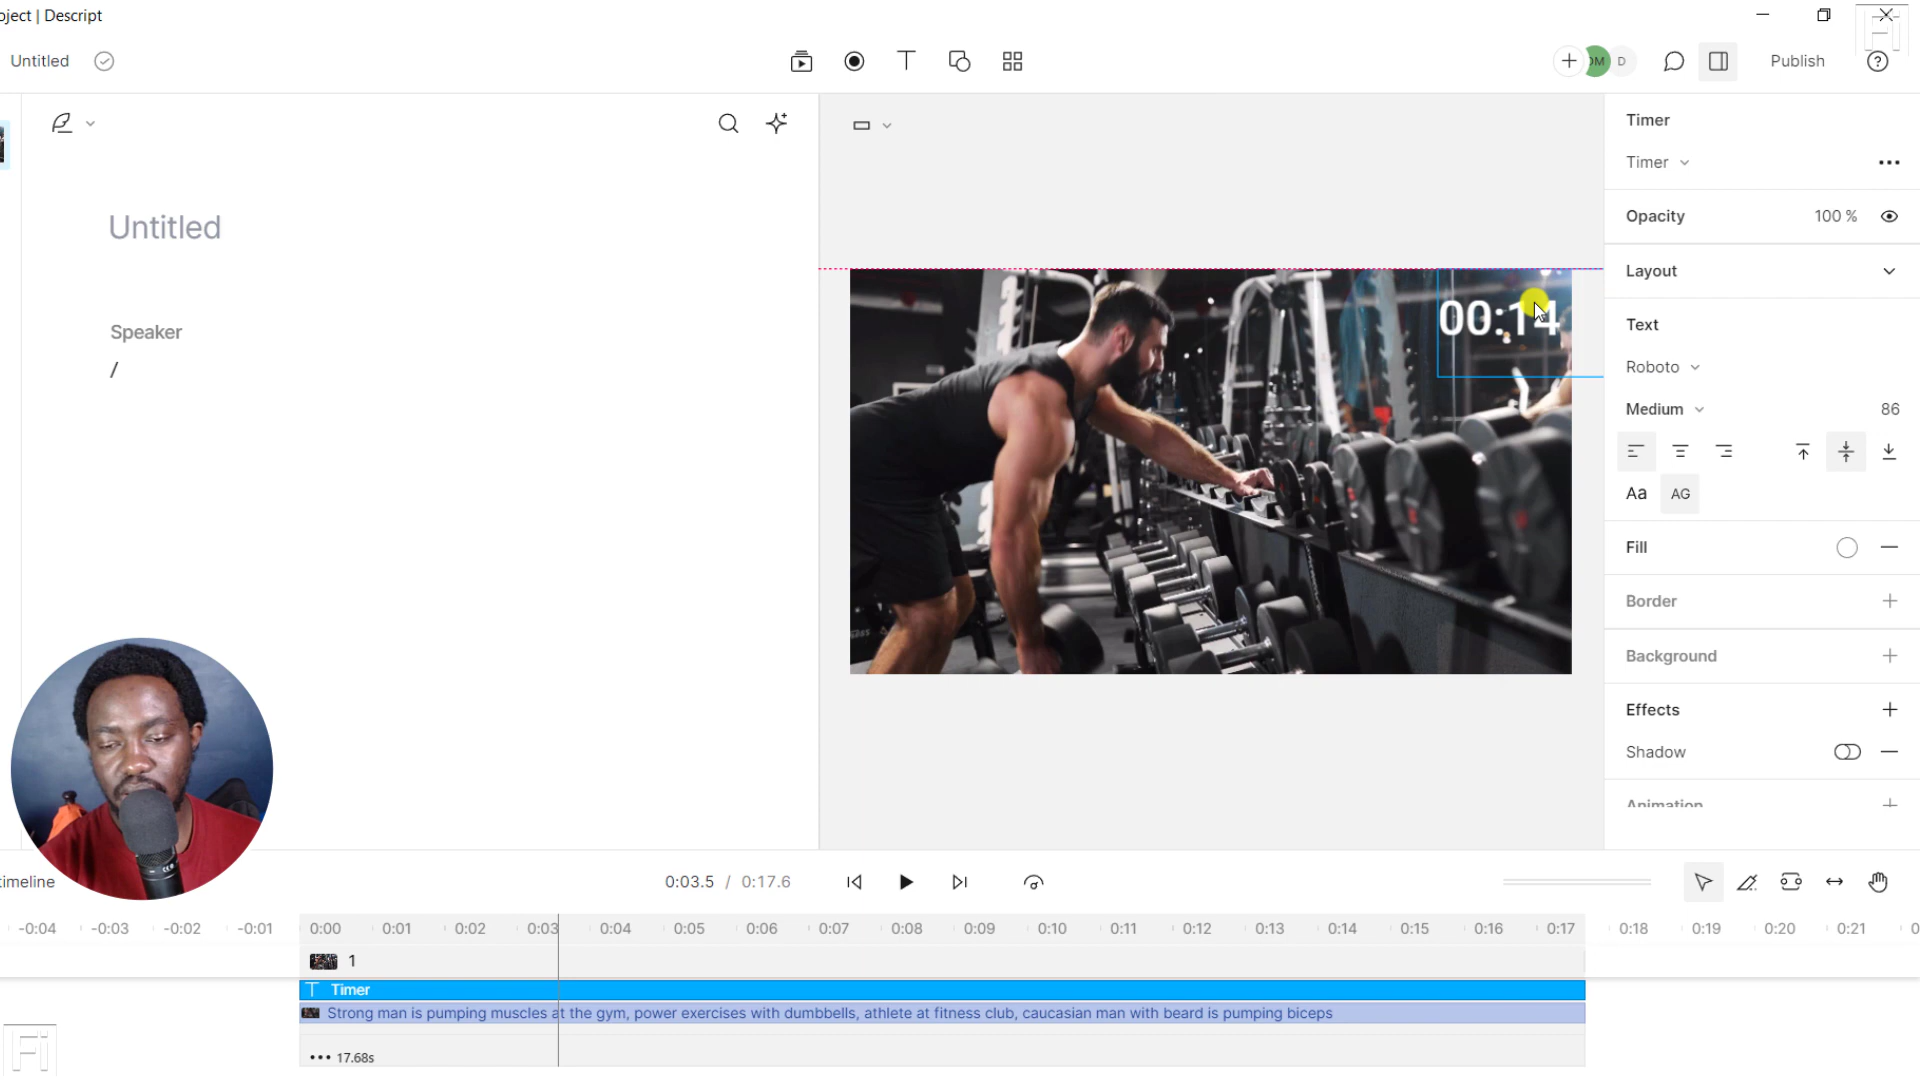 oject | Descript
Untitled
DM
D
Publish
Timer
Timer
Opacity 100 %
Untitled
Layout
00:14
Text
Speaker
/
Roboto
Medium 86
Aa AG
Fill
Border
Background
Effects
Shadow
Animation
timeline
0:03.5 / 0:17.6
-0:04 -0:03 -0:02 -0:01 0:00 0:01 0:02 0:03 0:04 0:05 0:06 0:07 0:08 0:09 0:10 0:11 0:12 0:13 0:14 0:15 0:16 0:17 0:18 0:19 0:20 0:21 0
1
Timer
Strong man is pumping muscles at the gym, power exercises with dumbbells, athlete at fitness club, caucasian man with beard is pumping biceps
17.68s
Fi
Fi